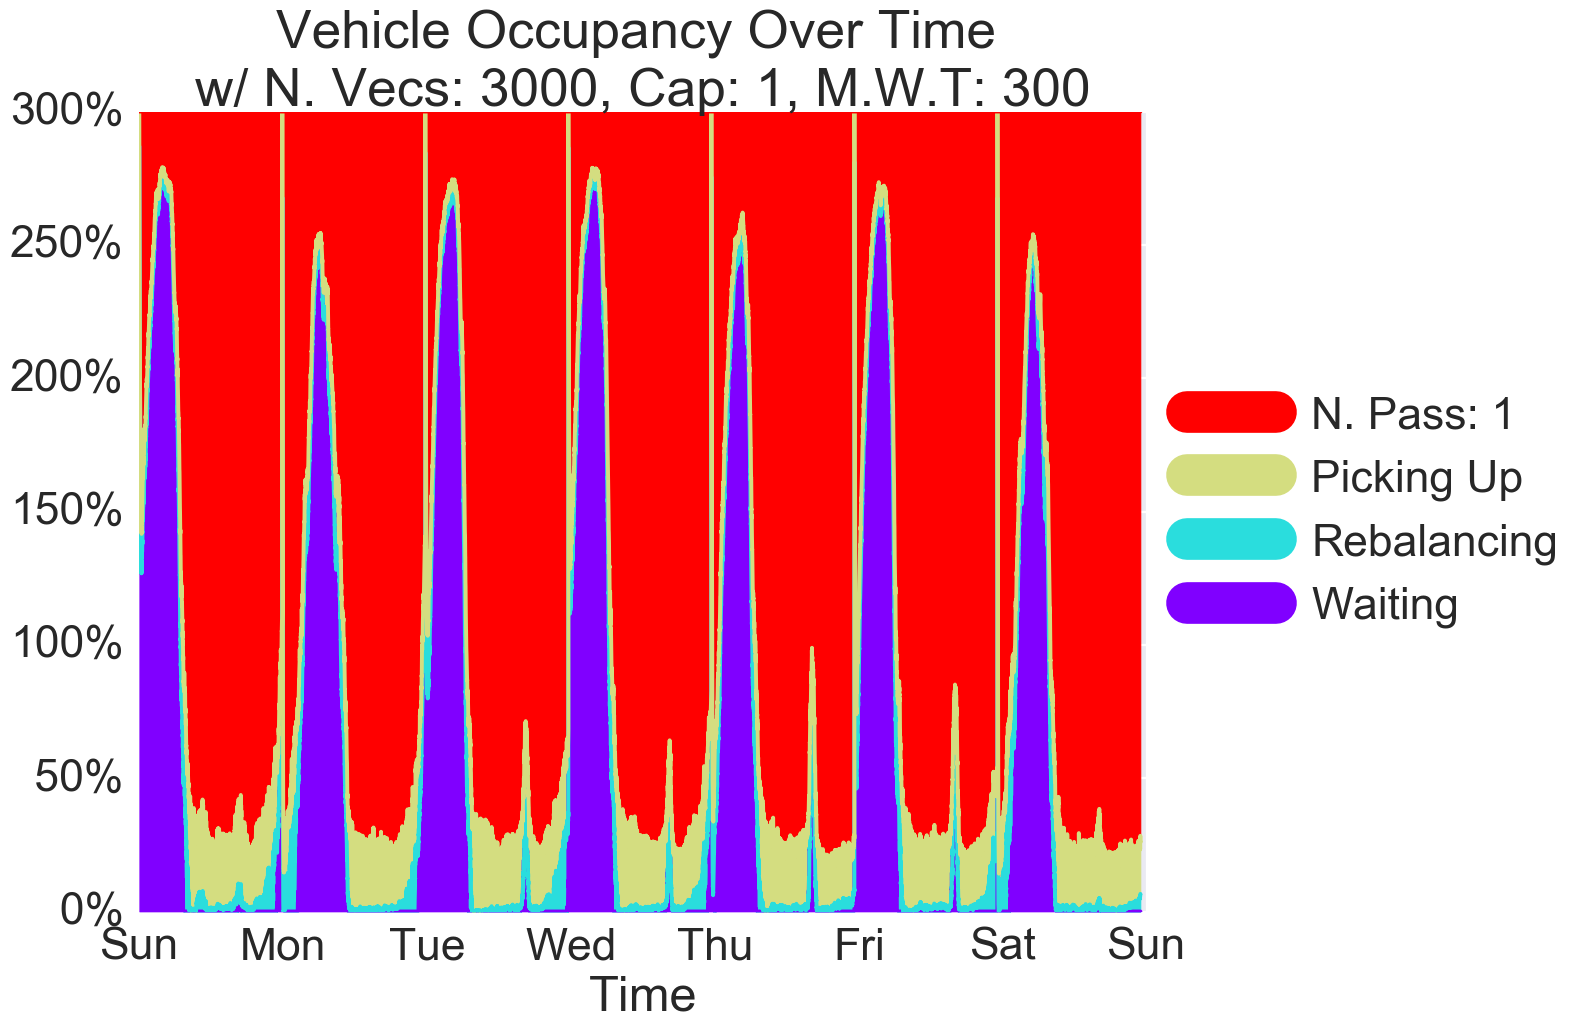 Vehicle Occupancy Over Time
w/ N. Vecs: 3000, Cap: 1, M.W.T: 300
300%
250%
200%
150%
100%
50%
0%
N. Pass: 1
Picking Up
Rebalancing
Waiting
Sun Mon Tue Wed Thu Fri Sat Sun
Time